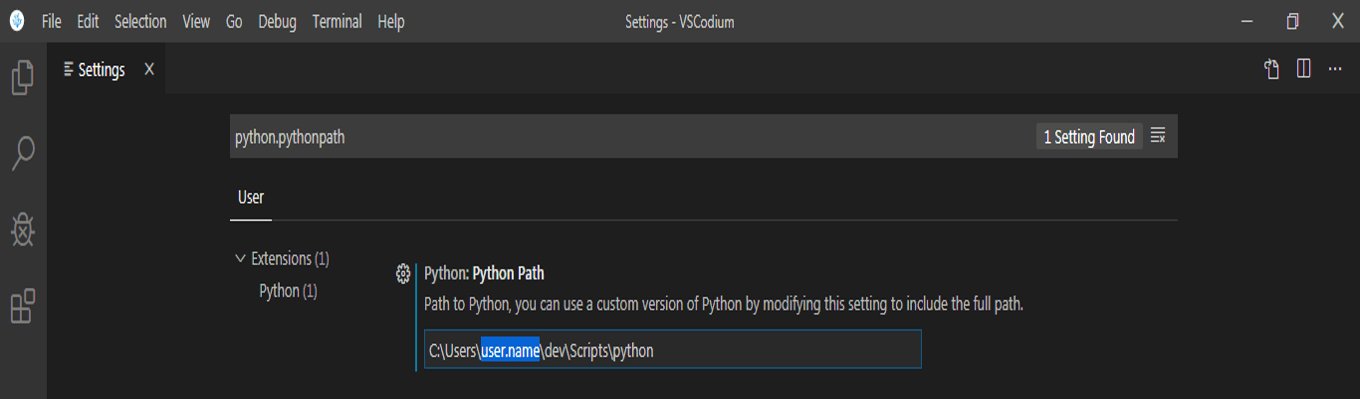 File Edit Selection View Go Debug Terminal Help Settings - VSCodium
Settings
python.pythonpath 1 Setting Found
User
Extensions (1)
Python (1)
Python: Python Path
Path to Python, you can use a custom version of Python by modifying this setting to include the full path.
C:\Users\user.name\dev\Scripts\python